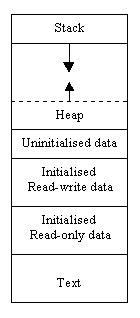 Stack
Heap
Uninitialised data
Initialised
Read-write data
Initialised
Read-only data
Text